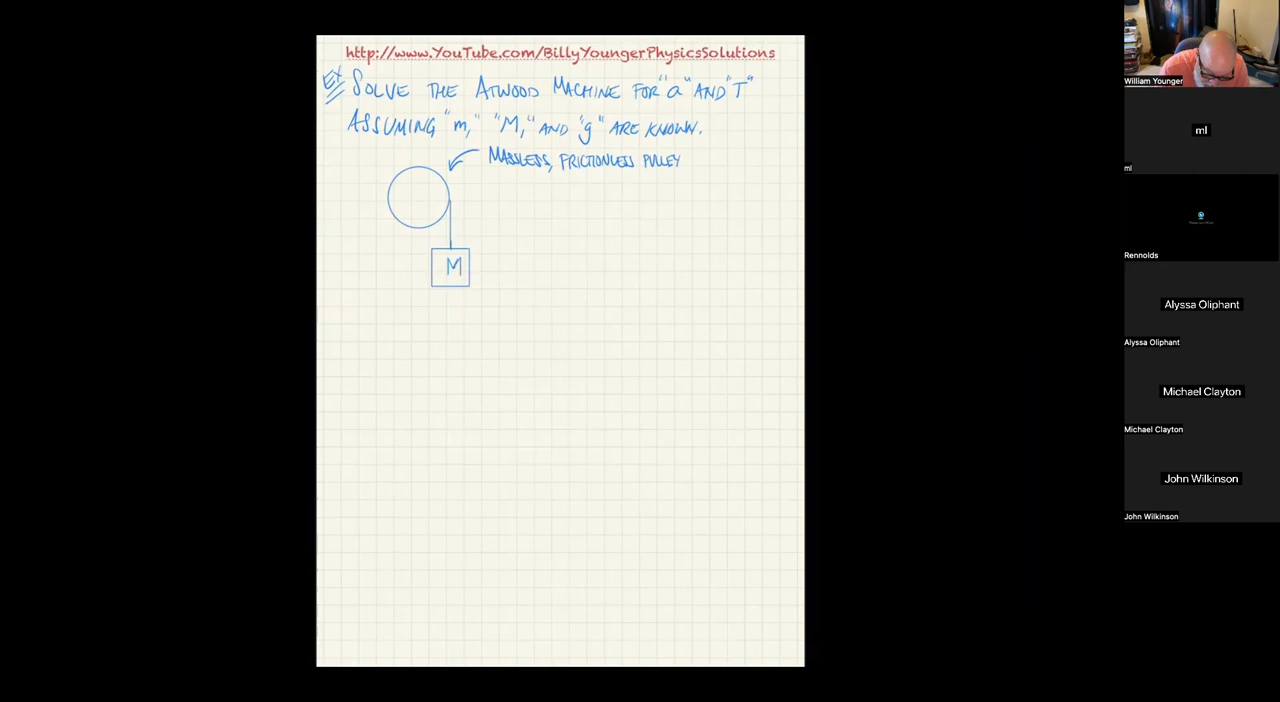 http://www.YouTube.com/BillyYoungerPhysicsSolutions
Ex Solve the Atwood Machine for "a" and "T"
Assuming "m," "M," and "g" are known.
Massless, frictionless pulley
M
William Younger
ml
ml
Rennolds
Alyssa Oliphant
Alyssa Oliphant
Michael Clayton
Michael Clayton
John Wilkinson
John Wilkinson